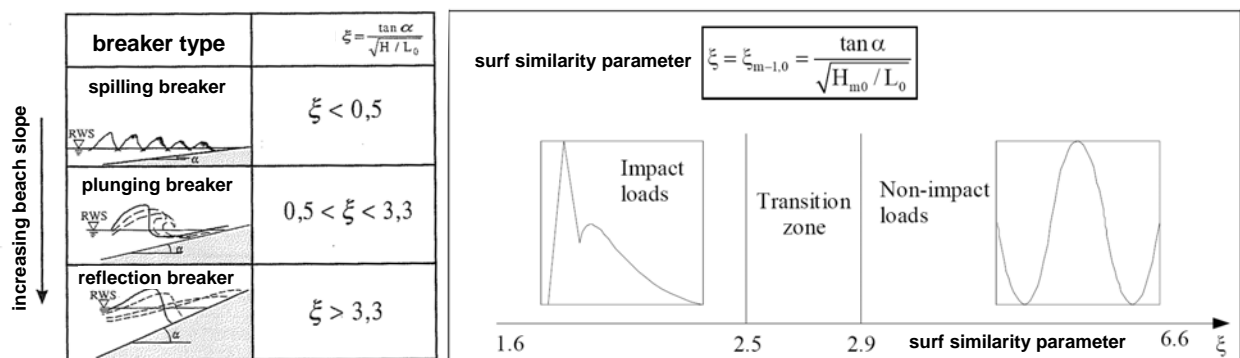 increasing beach slope
breaker type
ξ = tan α / √H / L₀
spilling breaker
RWS
α
ξ < 0,5
plunging breaker
RWS
α
0,5 < ξ < 3,3
reflection breaker
RWS
α
ξ > 3,3
surf similarity parameter
ξ = ξₘ₋₁,₀ = tan α / √Hₘ₀ / L₀
Impact
loads
Transition
zone
Non-impact
loads
1.6
2.5
2.9
surf similarity parameter
6.6
ξ